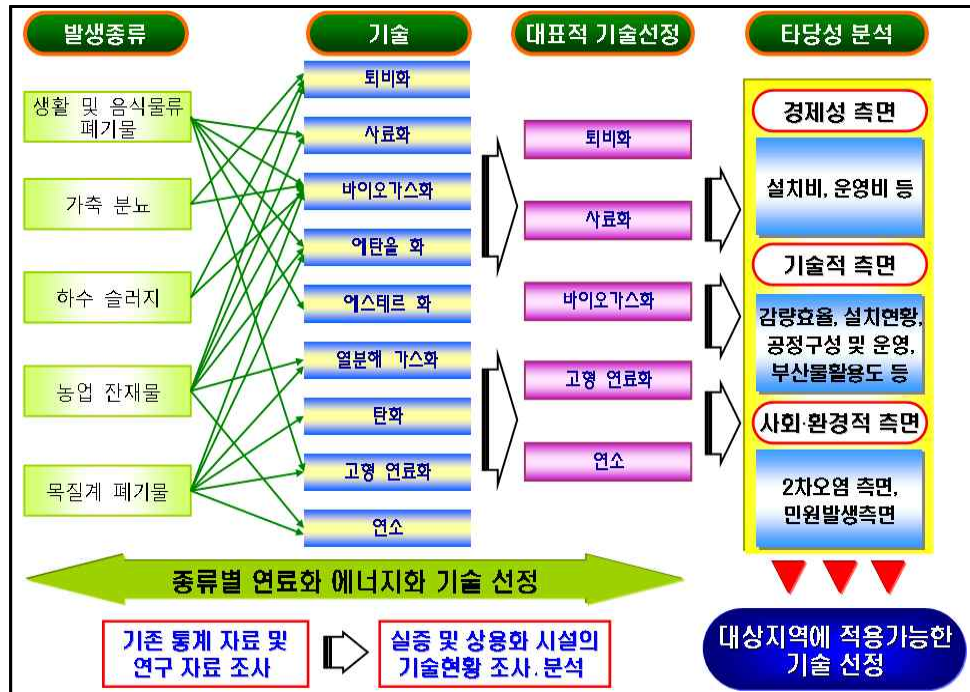 발생종류
기술
대표적 기술선정
타당성 분석
생활 및 음식물류
폐기물
가축 분뇨
하수 슬러지
농업 잔재물
목질계 폐기물
퇴비화
사료화
바이오가스화
에탄올 화
에스테르 화
열분해 가스화
탄화
고형 연료화
연소
퇴비화
사료화
바이오가스화
고형 연료화
연소
경제성 측면
설치비, 운영비 등
기술적 측면
감량효율, 설치현황,
공정구성 및 운영,
부산물활용도 등
사회·환경적 측면
2차오염 측면,
민원발생측면
종류별 연료화 에너지화 기술 선정
기존 통계 자료 및
연구 자료 조사
실증 및 상용화 시설의
기술현황 조사.분석
대상지역에 적용가능한
기술 선정